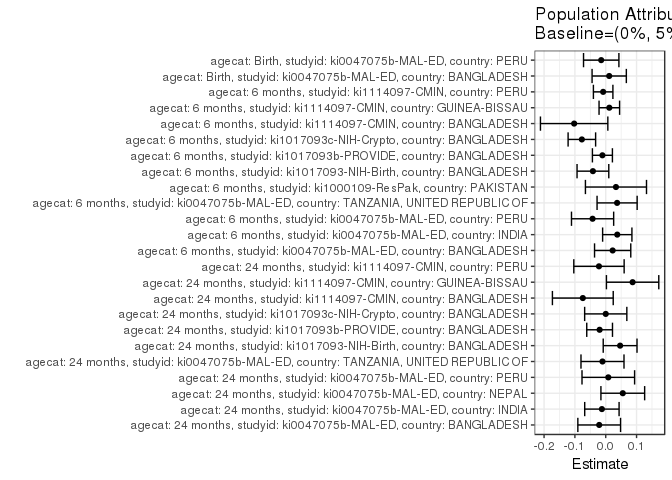 Population Attribu
Baseline=(0%, 5%
agecat: Birth, studyid: ki0047075b-MAL-ED, country: PERU
agecat: Birth, studyid: ki0047075b-MAL-ED, country: BANGLADESH
agecat: 6 months, studyid: ki1114097-CMIN, country: PERU
agecat: 6 months, studyid: ki1114097-CMIN, country: GUINEA-BISSAU
agecat: 6 months, studyid: ki1114097-CMIN, country: BANGLADESH
agecat: 6 months, studyid: ki1017093c-NIH-Crypto, country: BANGLADESH
agecat: 6 months, studyid: ki1017093b-PROVIDE, country: BANGLADESH
agecat: 6 months, studyid: ki1017093-NIH-Birth, country: BANGLADESH
agecat: 6 months, studyid: ki1000109-ResPak, country: PAKISTAN
agecat: 6 months, studyid: ki0047075b-MAL-ED, country: TANZANIA, UNITED REPUBLIC OF
agecat: 6 months, studyid: ki0047075b-MAL-ED, country: PERU
agecat: 6 months, studyid: ki0047075b-MAL-ED, country: INDIA
agecat: 6 months, studyid: ki0047075b-MAL-ED, country: BANGLADESH
agecat: 24 months, studyid: ki1114097-CMIN, country: PERU
agecat: 24 months, studyid: ki1114097-CMIN, country: GUINEA-BISSAU
agecat: 24 months, studyid: ki1114097-CMIN, country: BANGLADESH
agecat: 24 months, studyid: ki1017093c-NIH-Crypto, country: BANGLADESH
agecat: 24 months, studyid: ki1017093b-PROVIDE, country: BANGLADESH
agecat: 24 months, studyid: ki1017093-NIH-Birth, country: BANGLADESH
agecat: 24 months, studyid: ki0047075b-MAL-ED, country: TANZANIA, UNITED REPUBLIC OF
agecat: 24 months, studyid: ki0047075b-MAL-ED, country: PERU
agecat: 24 months, studyid: ki0047075b-MAL-ED, country: NEPAL
agecat: 24 months, studyid: ki0047075b-MAL-ED, country: INDIA
agecat: 24 months, studyid: ki0047075b-MAL-ED, country: BANGLADESH
-0.2 -0.1 0.0 0.1
Estimate